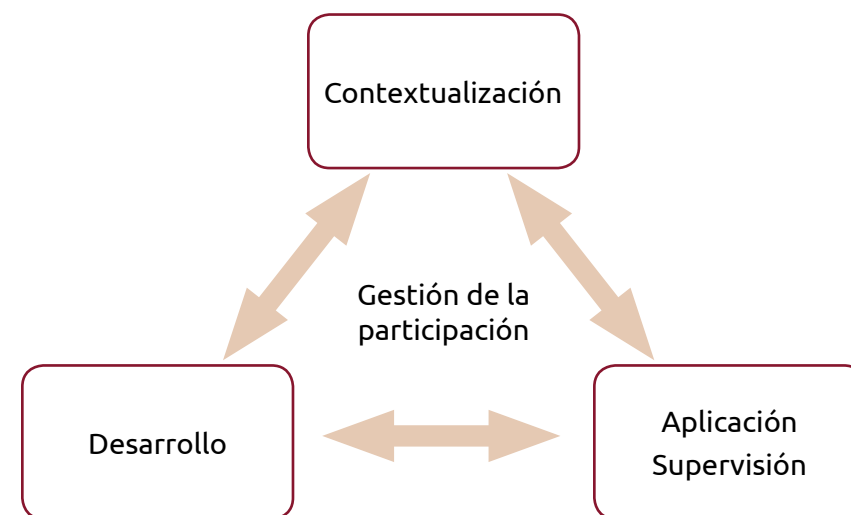 Contextualización
Gestión de la
participación
Desarrollo
Aplicación
Supervisión